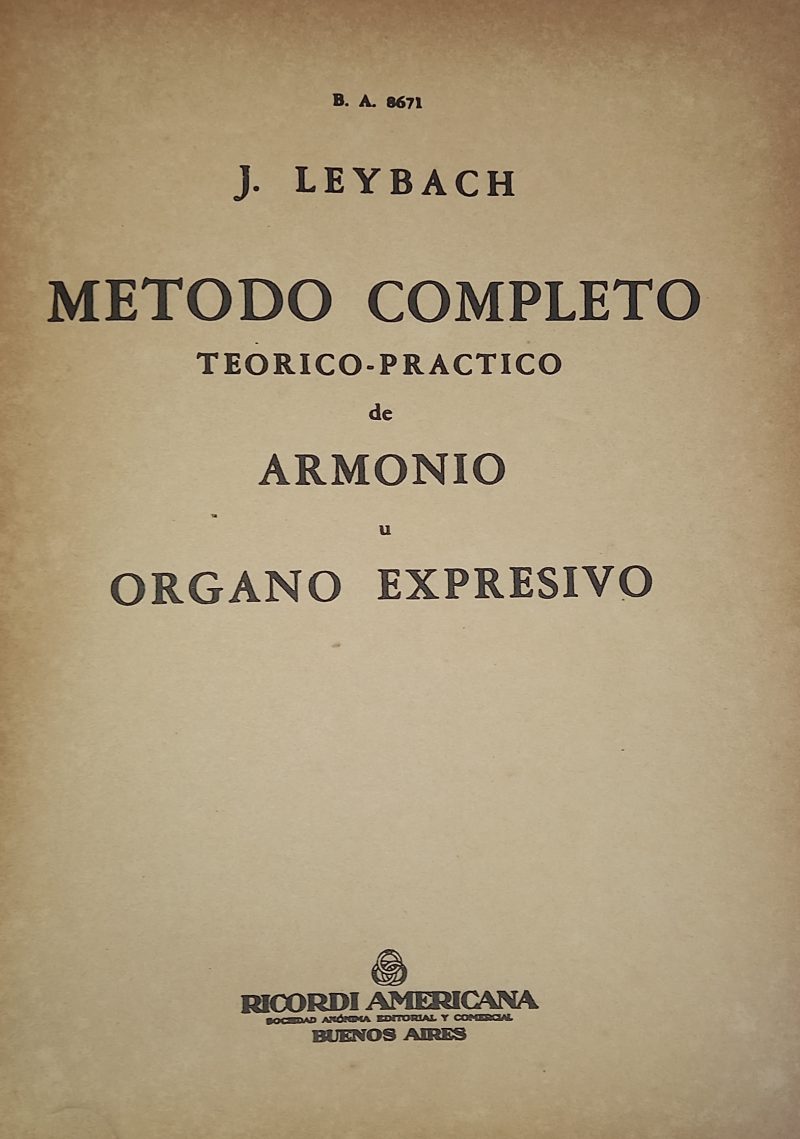 B. A. 8671
J. LEYBACH
METODO COMPLETO
TEORICO-PRACTICO
de
ARMONIO
u
ORGANO EXPRESIVO
RICORDI AMERICANA
SOCIEDAD ANÓNIMA EDITORIAL Y COMERCIAL
BUENOS AIRES